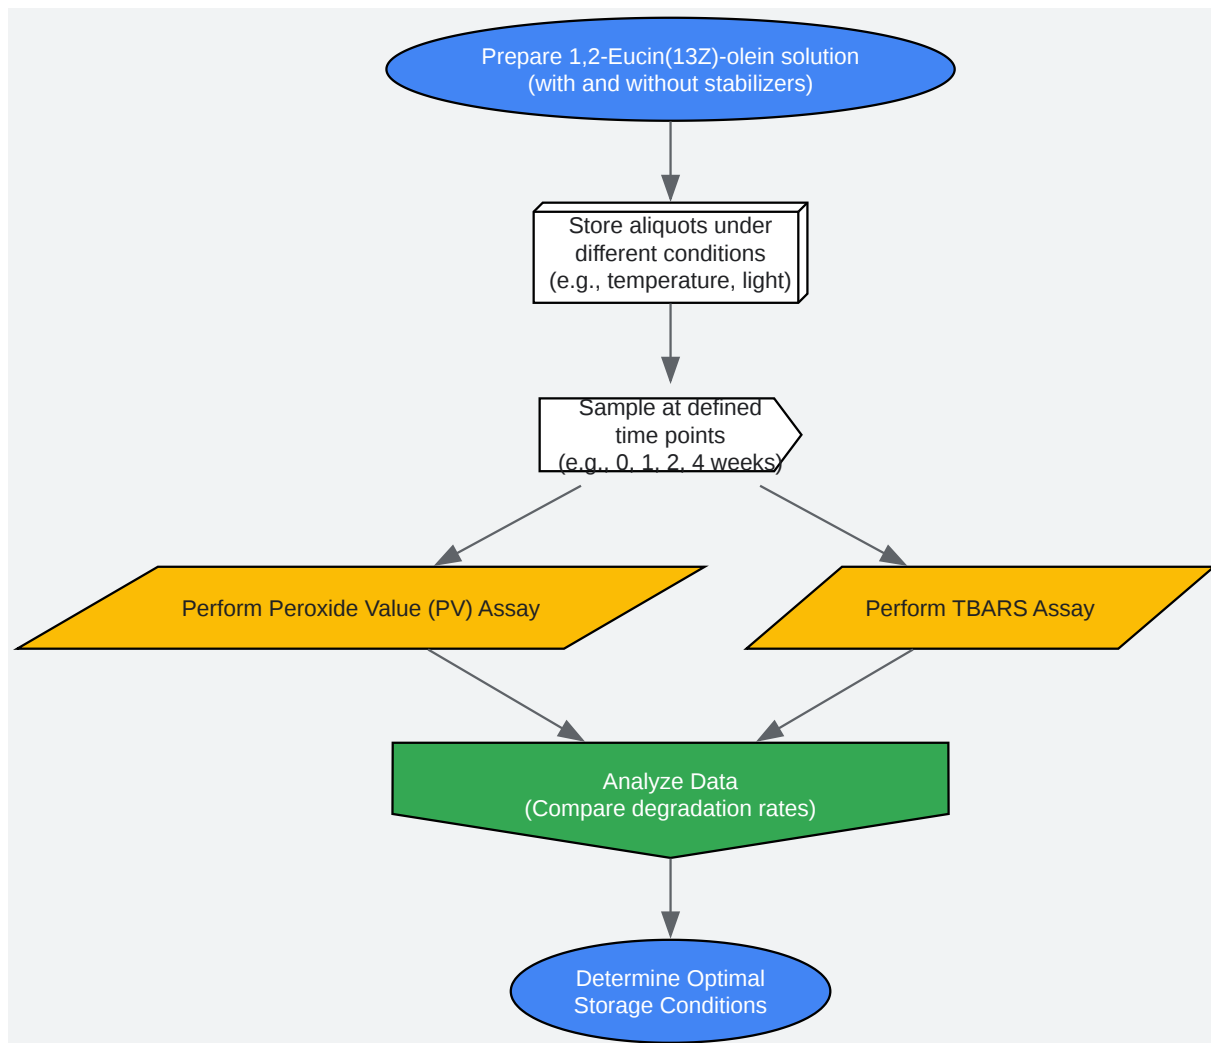 Prepare 1,2-Eucin(13Z)-olein solution
(with and without stabilizers)
Store aliquots under
different conditions
(e.g., temperature, light)
Sample at defined
time points
(e.g., 0, 1, 2, 4 weeks)
Perform Peroxide Value (PV) Assay
Perform TBARS Assay
Analyze Data
(Compare degradation rates)
Determine Optimal
Storage Conditions